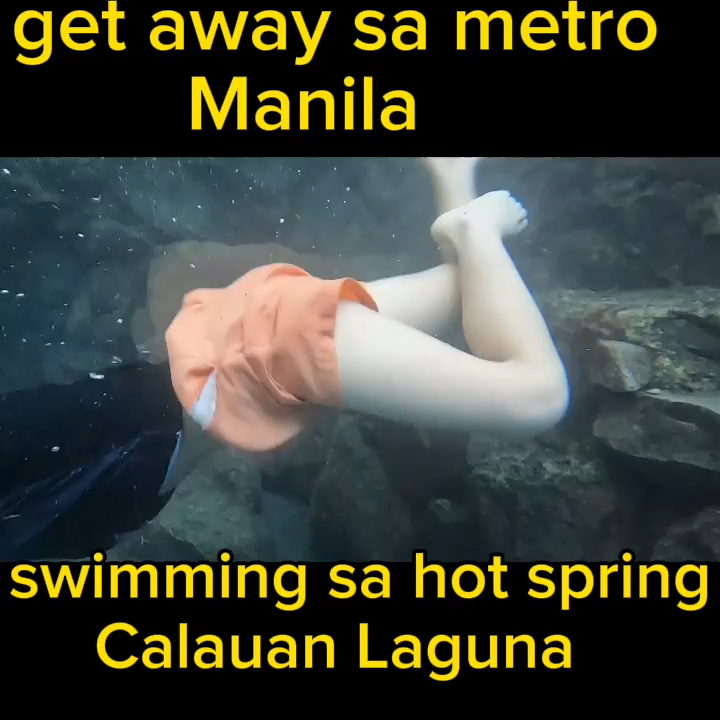 get away sa metro
Manila
swimming sa hot spring
Calauan Laguna